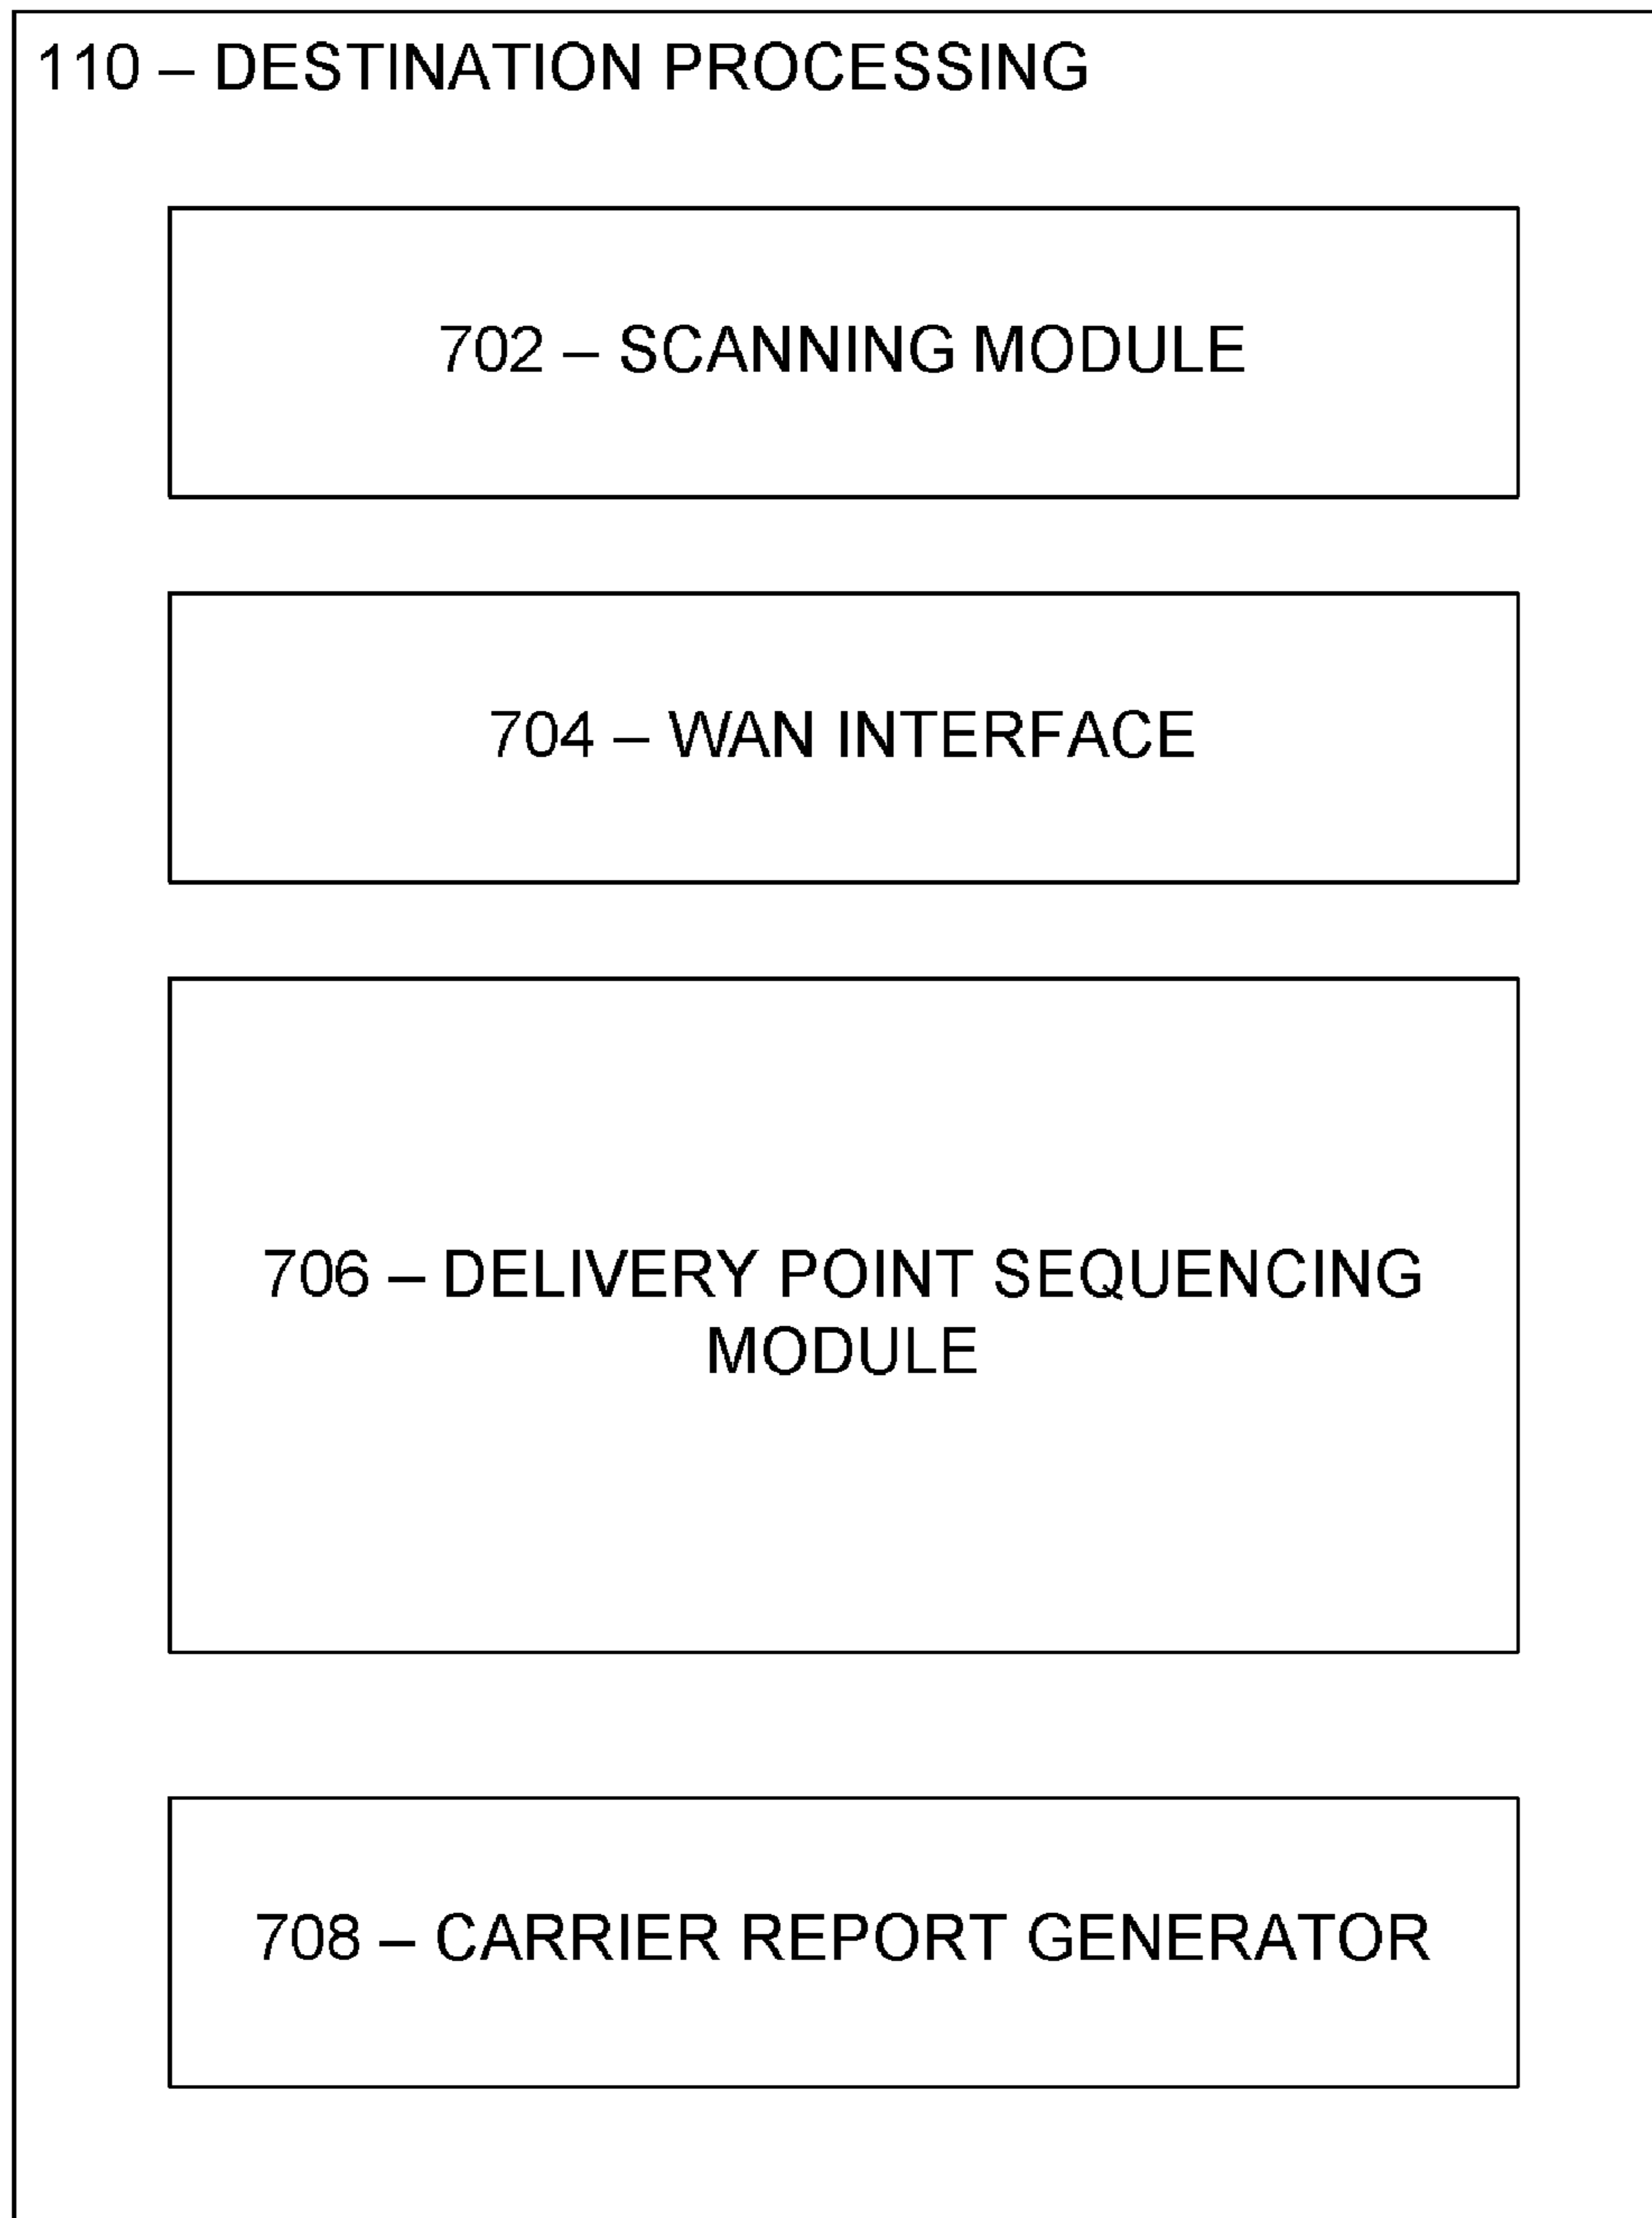 110 – DESTINATION PROCESSING
702 – SCANNING MODULE
704 – WAN INTERFACE
706 – DELIVERY POINT SEQUENCING
MODULE
708 – CARRIER REPORT GENERATOR